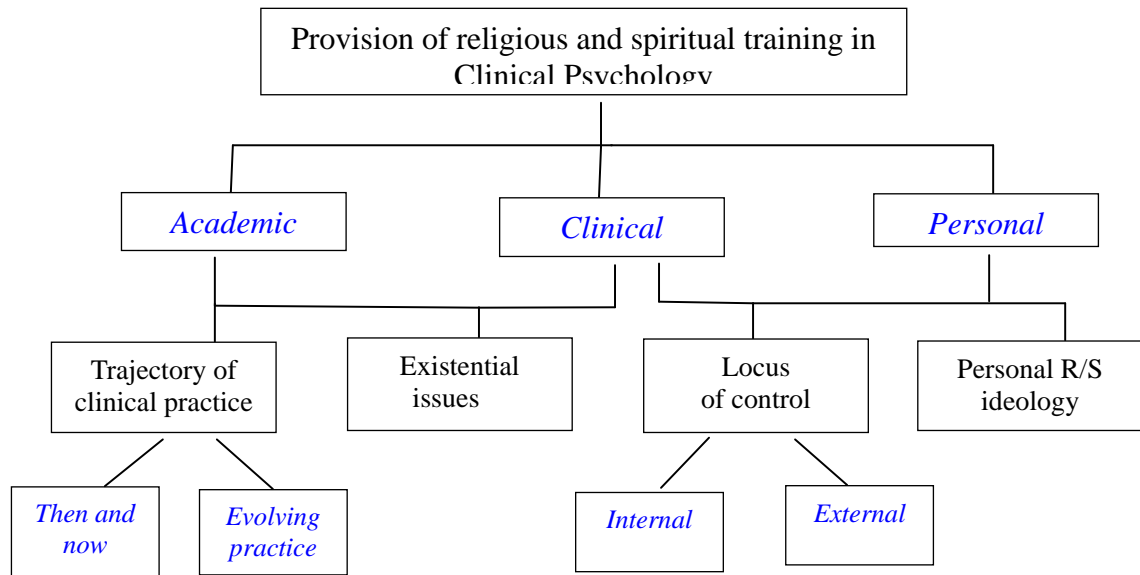 Provision of religious and spiritual training in
Clinical Psychology
Academic
Clinical
Personal
Trajectory of
clinical practice
Existential
issues
Locus
of control
Personal R/S
ideology
Then and
now
Evolving
practice
Internal
External